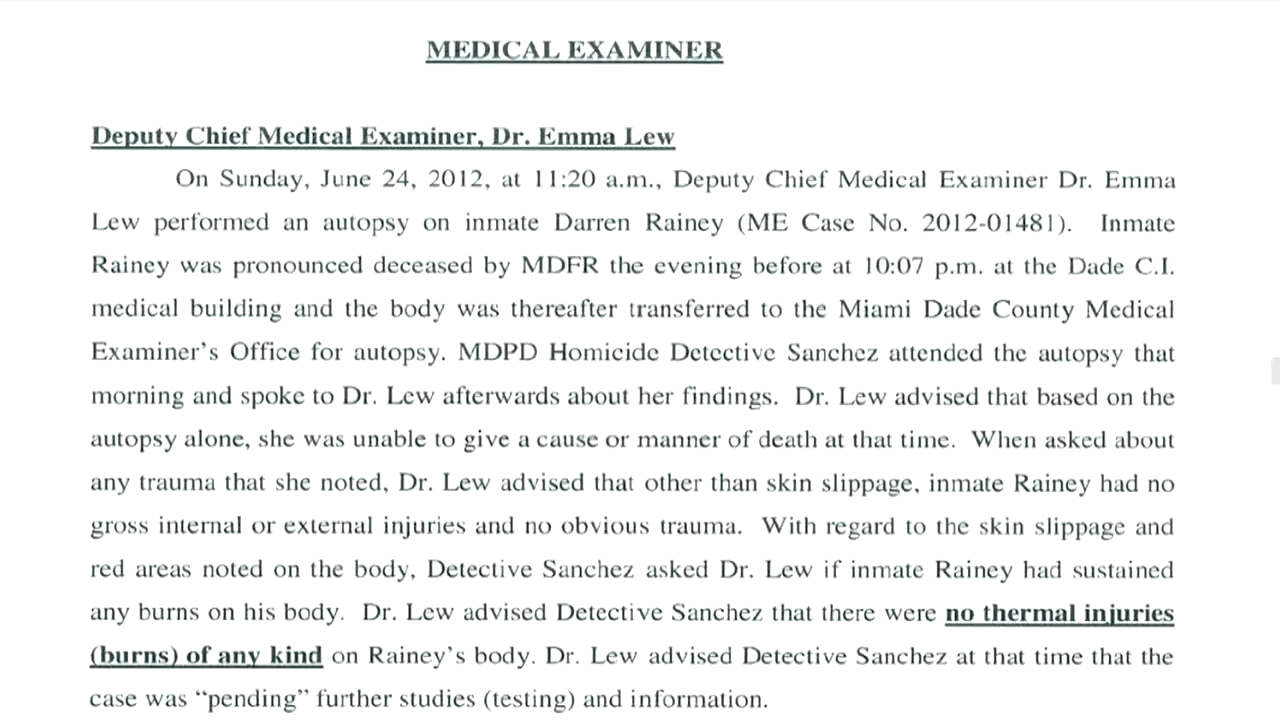 MEDICAL EXAMINER
Deputy Chief Medical Examiner, Dr. Emma Lew
On Sunday, June 24, 2012, at 11:20 a.m., Deputy Chief Medical Examiner Dr. Emma
Lew performed an autopsy on inmate Darren Rainey (ME Case No. 2012-01481). Inmate
Rainey was pronounced deceased by MDFR the evening before at 10:07 p.m. at the Dade C.I.
medical building and the body was thereafter transferred to the Miami Dade County Medical
Examiner's Office for autopsy. MDPD Homicide Detective Sanchez attended the autopsy that
morning and spoke to Dr. Lew afterwards about her findings. Dr. Lew advised that based on the
autopsy alone, she was unable to give a cause or manner of death at that time. When asked about
any trauma that she noted, Dr. Lew advised that other than skin slippage, inmate Rainey had no
gross internal or external injuries and no obvious trauma. With regard to the skin slippage and
red areas noted on the body, Detective Sanchez asked Dr. Lew if inmate Rainey had sustained
any burns on his body. Dr. Lew advised Detective Sanchez that there were no thermal injuries
(burns) of any kind on Rainey's body. Dr. Lew advised Detective Sanchez at that time that the
case was "pending" further studies (testing) and information.